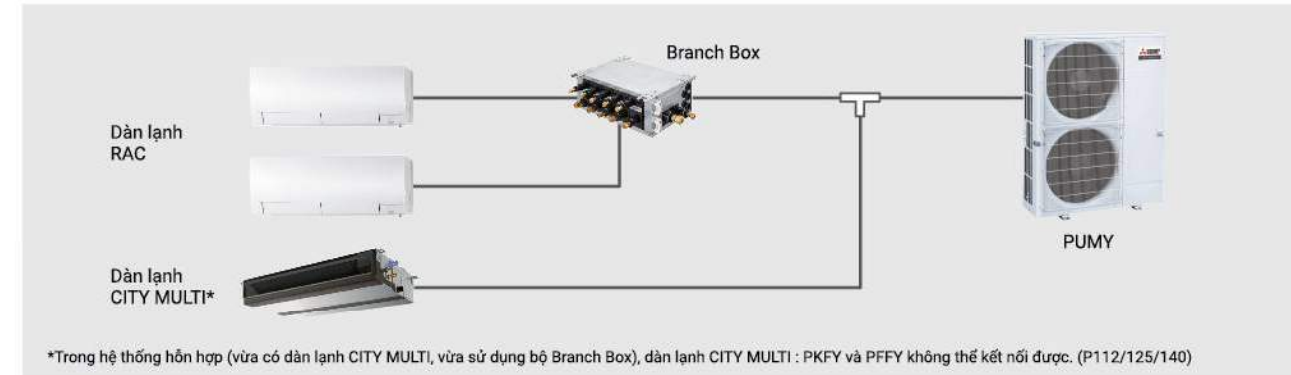 Branch Box
Dàn lạnh
RAC
PUMY
Dàn lạnh
CITY MULTI*
*Trong hệ thống hỗn hợp (vừa có dàn lạnh CITY MULTI, vừa sử dụng bộ Branch Box), dàn lạnh CITY MULTI : PKFY và PFFY không thể kết nối được. (P112/125/140)